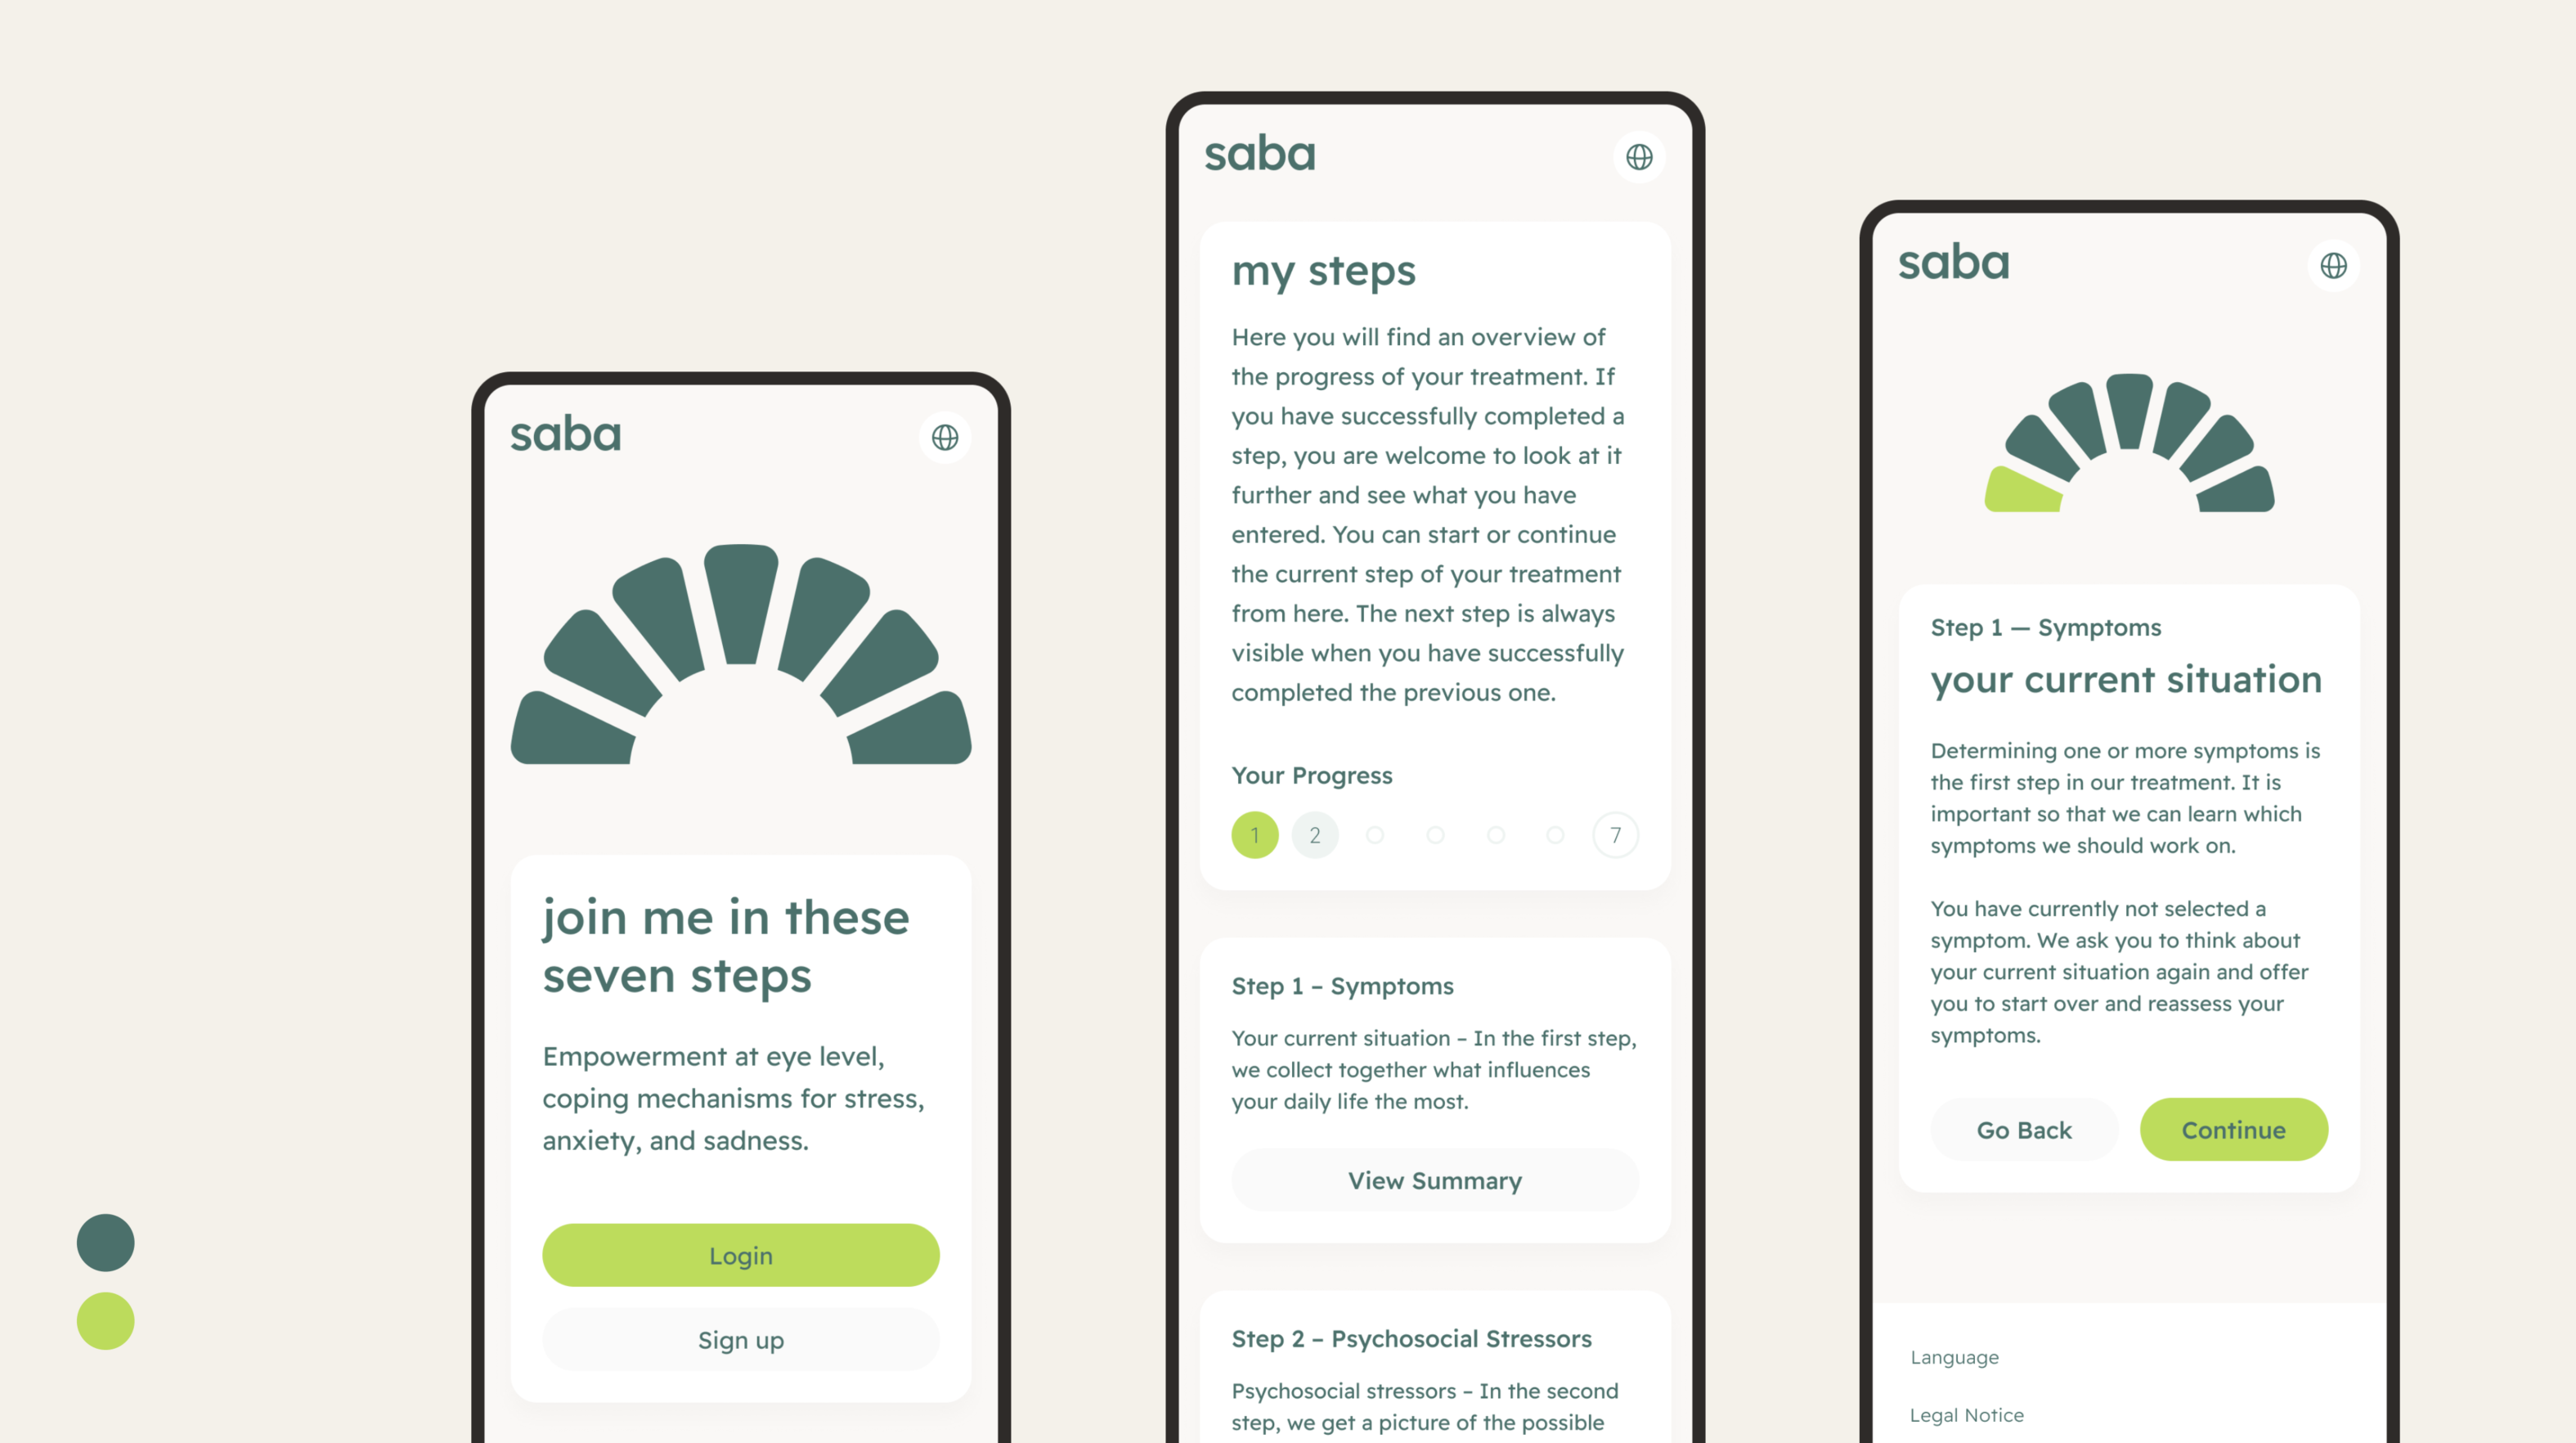 saba
join me in these
seven steps
Empowerment at eye level,
coping mechanisms for stress,
anxiety, and sadness.
Login
Sign up
saba
my steps
Here you will find an overview of
the progress of your treatment. If
you have successfully completed a
step, you are welcome to look at it
further and see what you have
entered. You can start or continue
the current step of your treatment
from here. The next step is always
visible when you have successfully
completed the previous one.
Your Progress
1 2 7
Step 1 – Symptoms
Your current situation – In the first step,
we collect together what influences
your daily life the most.
View Summary
Step 2 – Psychosocial Stressors
Psychosocial stressors – In the second
step, we get a picture of the possible
saba
Step 1 — Symptoms
your current situation
Determining one or more symptoms is
the first step in our treatment. It is
important so that we can learn which
symptoms we should work on.
You have currently not selected a
symptom. We ask you to think about
your current situation again and offer
you to start over and reassess your
symptoms.
Go Back
Continue
Language
Legal Notice